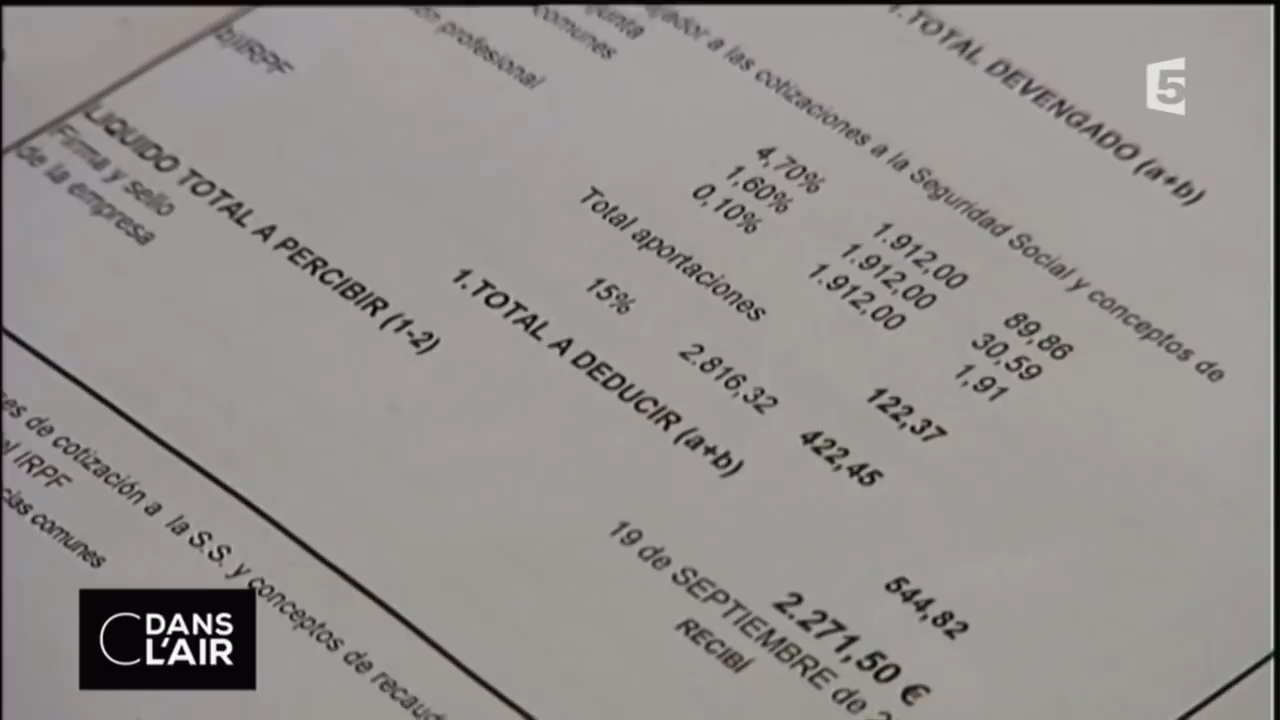 1.TOTAL DEVENGADO (a+b)
a las cotizaciones a la Seguridad Social y conceptos de
comunes
4,70% 1.912,00 89,86
1,60% 1.912,00 30,59
profesional 0,10% 1.912,00 1,91
Total aportaciones 122,37
b)IRPF 15% 2.816,32 422,45
1.TOTAL A DEDUCIR (a+b) 544,82
LIQUIDO TOTAL A PERCIBIR (1-2) 2.271,50 €
Firma y sello 19 de SEPTIEMBRE de
de la empresa RECIBÍ
de cotización a la S.S. y conceptos de
IRPF
comunes
5
C DANS
L'AIR